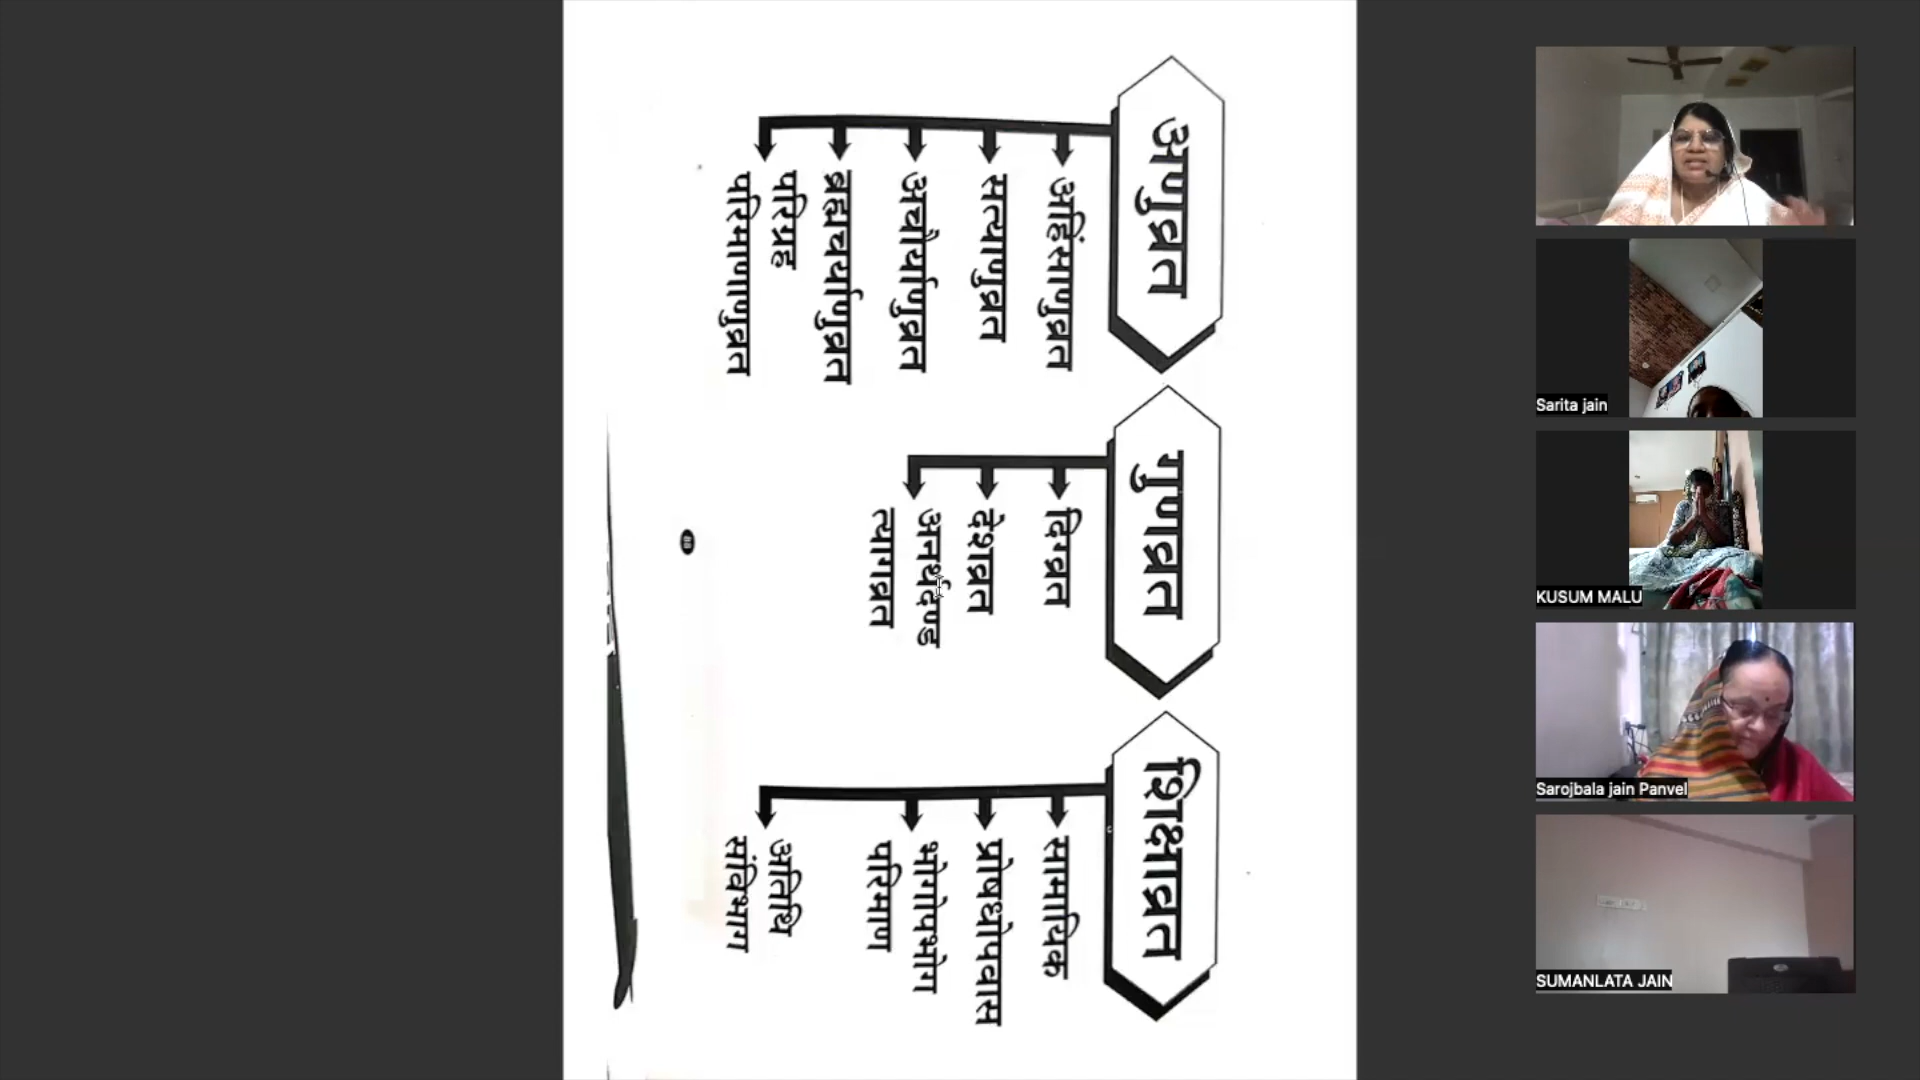 अणुव्रत
अहिंसाणुव्रत
सत्याणुव्रत
अचौर्याणुव्रत
ब्रह्मचर्याणुव्रत
परिग्रह
परिमाणाणुव्रत
गुणव्रत
दिग्व्रत
देशव्रत
अनर्थदण्ड
त्यागव्रत
शिक्षाव्रत
सामायिक
प्रोषधोपवास
भोगोपभोग
परिमाण
अतिथि
संविभाग
Sarita jain
KUSUM MALU
Sarojbala jain Panvel
SUMANLATA JAIN